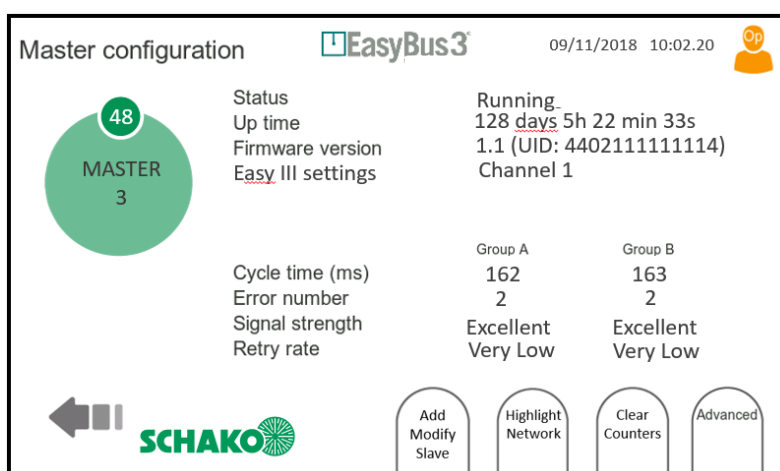 Master configuration
EasyBus3
09/11/2018 10:02.20
Op
48
MASTER
3
Status Running
Up time 128 days 5h 22 min 33s
Firmware version 1.1 (UID: 4402111111114)
Easy III settings Channel 1
Group A Group B
Cycle time (ms) 162 163
Error number 2 2
Signal strength Excellent Excellent
Retry rate Very Low Very Low
SCHAKO
Add
Modify
Slave
Highlight
Network
Clear
Counters
Advanced